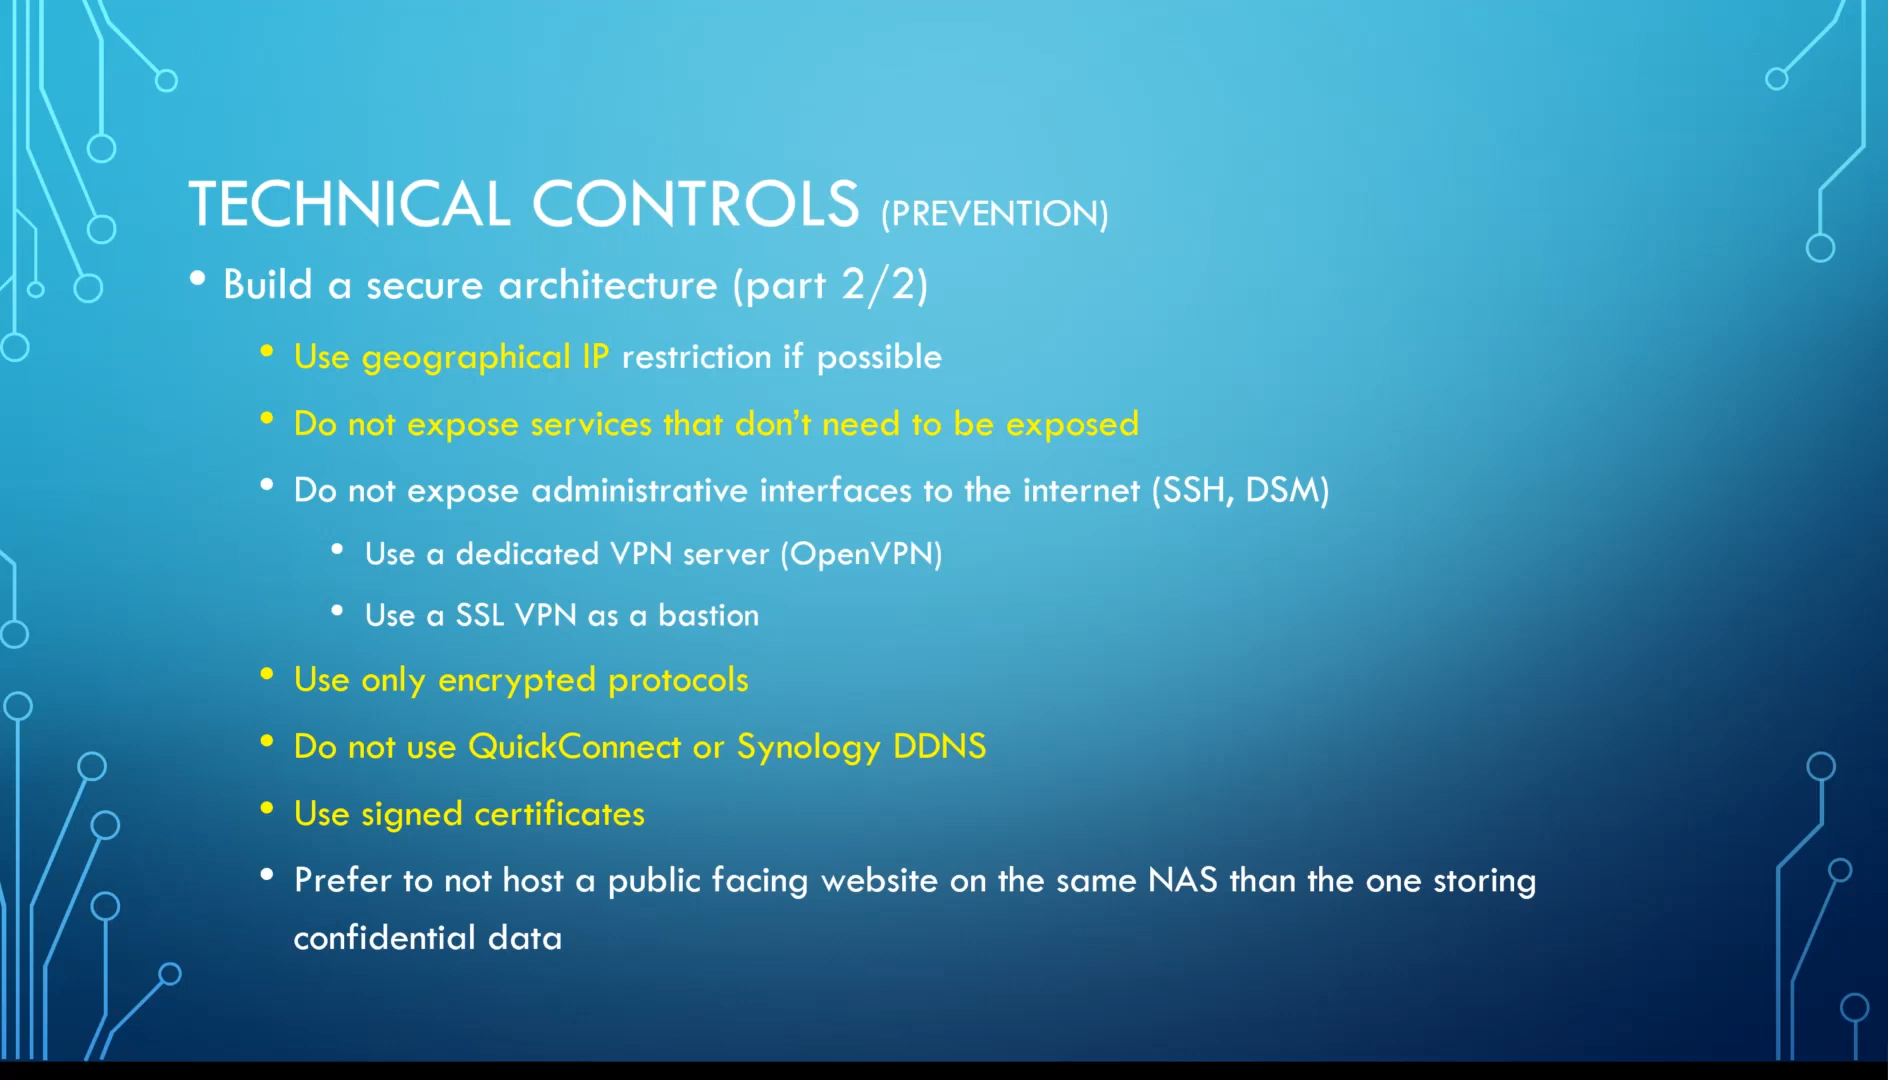 TECHNICAL CONTROLS (PREVENTION)
• Build a secure architecture (part 2/2)
• Use geographical IP restriction if possible
• Do not expose services that don't need to be exposed
• Do not expose administrative interfaces to the internet (SSH, DSM)
• Use a dedicated VPN server (OpenVPN)
• Use a SSL VPN as a bastion
• Use only encrypted protocols
• Do not use QuickConnect or Synology DDNS
• Use signed certificates
• Prefer to not host a public facing website on the same NAS than the one storing
confidential data